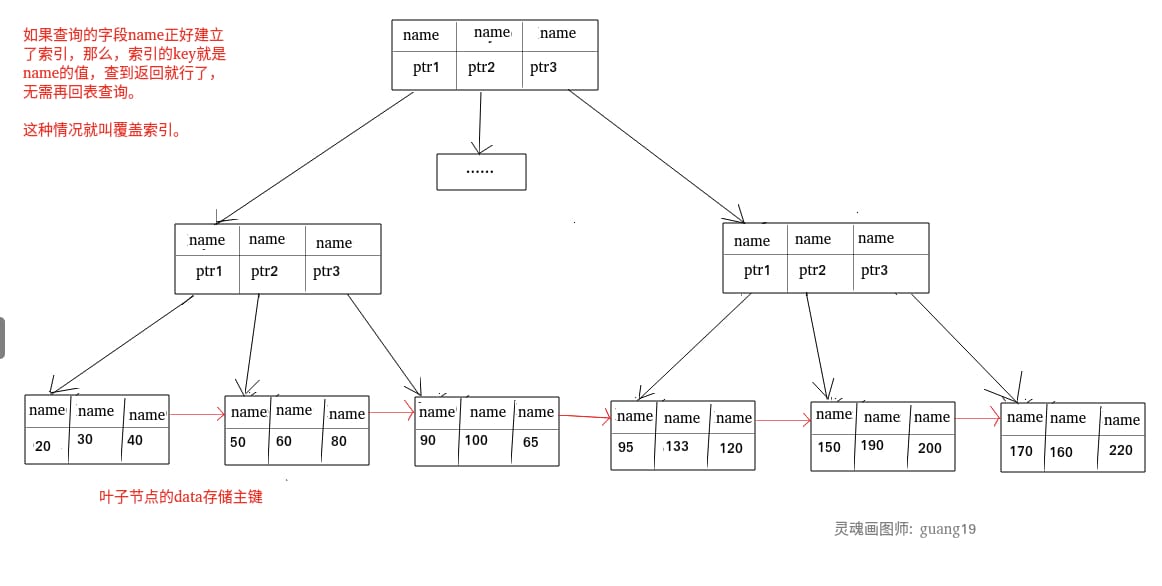 如果查询的字段name正好建立
了索引，那么，索引的key就是
name的值，查到返回就行了，
无需再回表查询。
这种情况就叫覆盖索引。
name name name
ptr1 ptr2 ptr3
······
name name name
ptr1 ptr2 ptr3
name name name
ptr1 ptr2 ptr3
name name name
20 30 40
name name name
50 60 80
name name name
90 100 65
name name name
95 133 120
name name name
150 190 200
name name name
170 160 220
叶子节点的data存储主键
灵魂画图师: guang19